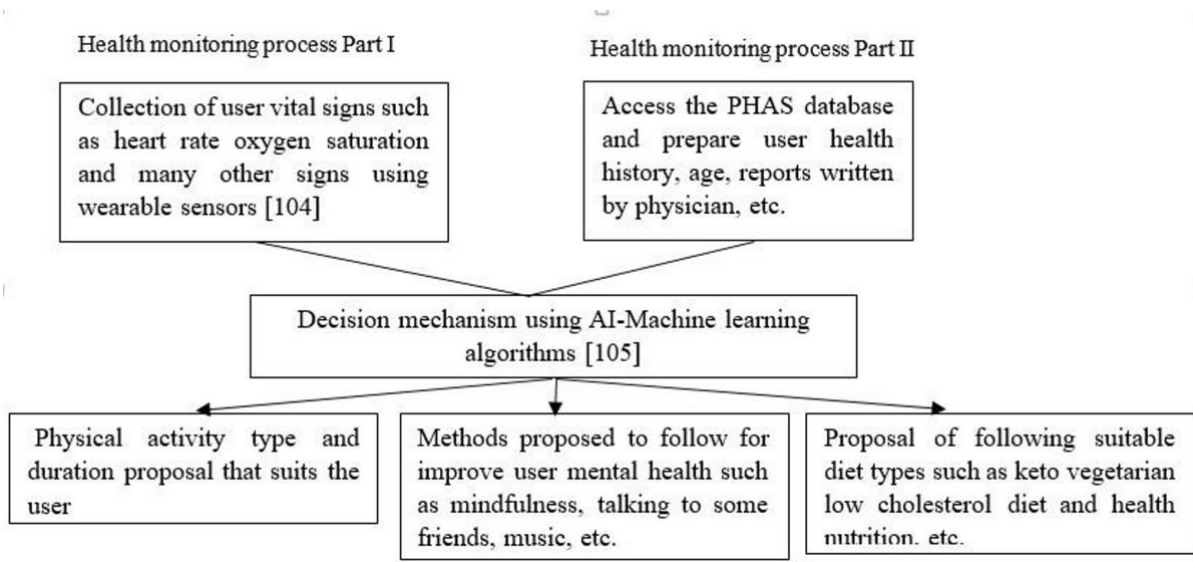 Health monitoring process Part I
Health monitoring process Part II
Collection of user vital signs such
as heart rate oxygen saturation
and many other signs using
wearable sensors [104]
Access the PHAS database
and prepare user health
history, age, reports written
by physician, etc.
Decision mechanism using AI-Machine learning
algorithms [105]
Physical activity type and
duration proposal that suits the
user
Methods proposed to follow for
improve user mental health such
as mindfulness, talking to some
friends, music, etc.
Proposal of following suitable
diet types such as keto vegetarian
low cholesterol diet and health
nutrition. etc.